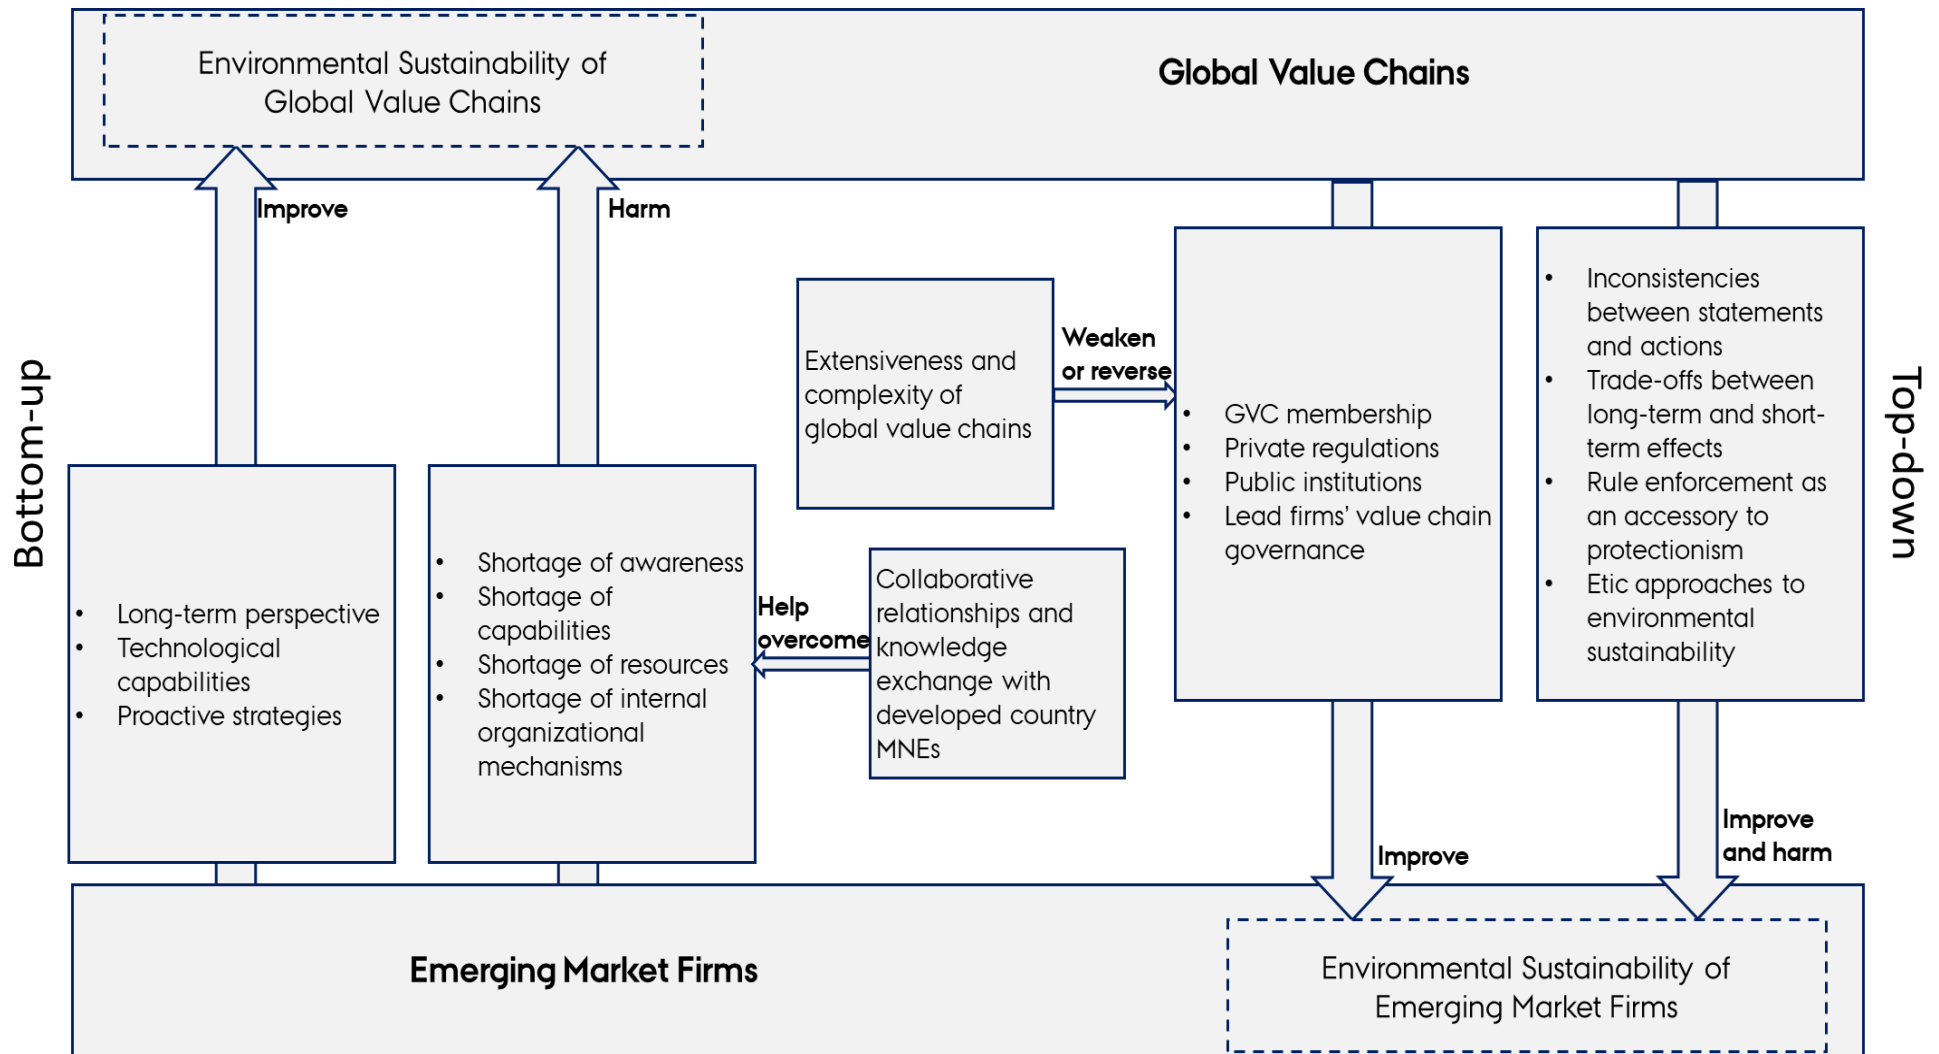 Environmental Sustainability of
Global Value Chains
Global Value Chains
Improve
Harm
Bottom-up
• Long-term perspective
• Technological
capabilities
• Proactive strategies
• Shortage of awareness
• Shortage of
capabilities
• Shortage of resources
• Shortage of internal
organizational
mechanisms
Extensiveness and
complexity of
global value chains
Weaken
or reverse
Help
overcome
Collaborative
relationships and
knowledge
exchange with
developed country
MNEs
• GVC membership
• Private regulations
• Public institutions
• Lead firms’ value chain
governance
• Inconsistencies
between statements
and actions
• Trade-offs between
long-term and short-
term effects
• Rule enforcement as
an accessory to
protectionism
• Etic approaches to
environmental
sustainability
Top-down
Improve
Improve
and harm
Emerging Market Firms
Environmental Sustainability of
Emerging Market Firms